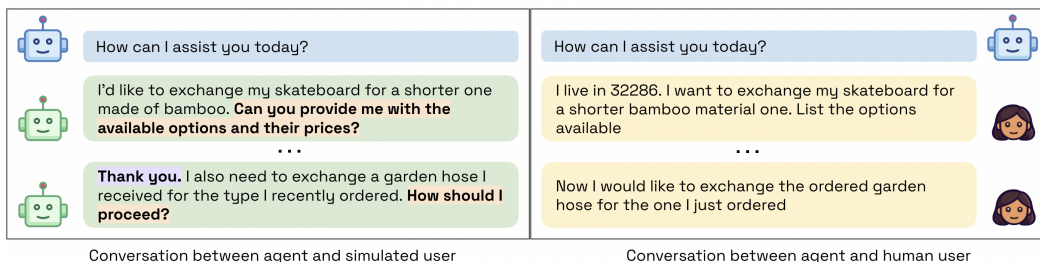 How can I assist you today?
I'd like to exchange my skateboard for a shorter one
made of bamboo. Can you provide me with the
available options and their prices?
...
Thank you. I also need to exchange a garden hose I
received for the type I recently ordered. How should I
proceed?
Conversation between agent and simulated user
How can I assist you today?
I live in 32286. I want to exchange my skateboard for
a shorter bamboo material one. List the options
available
...
Now I would like to exchange the ordered garden
hose for the one I just ordered
Conversation between agent and human user